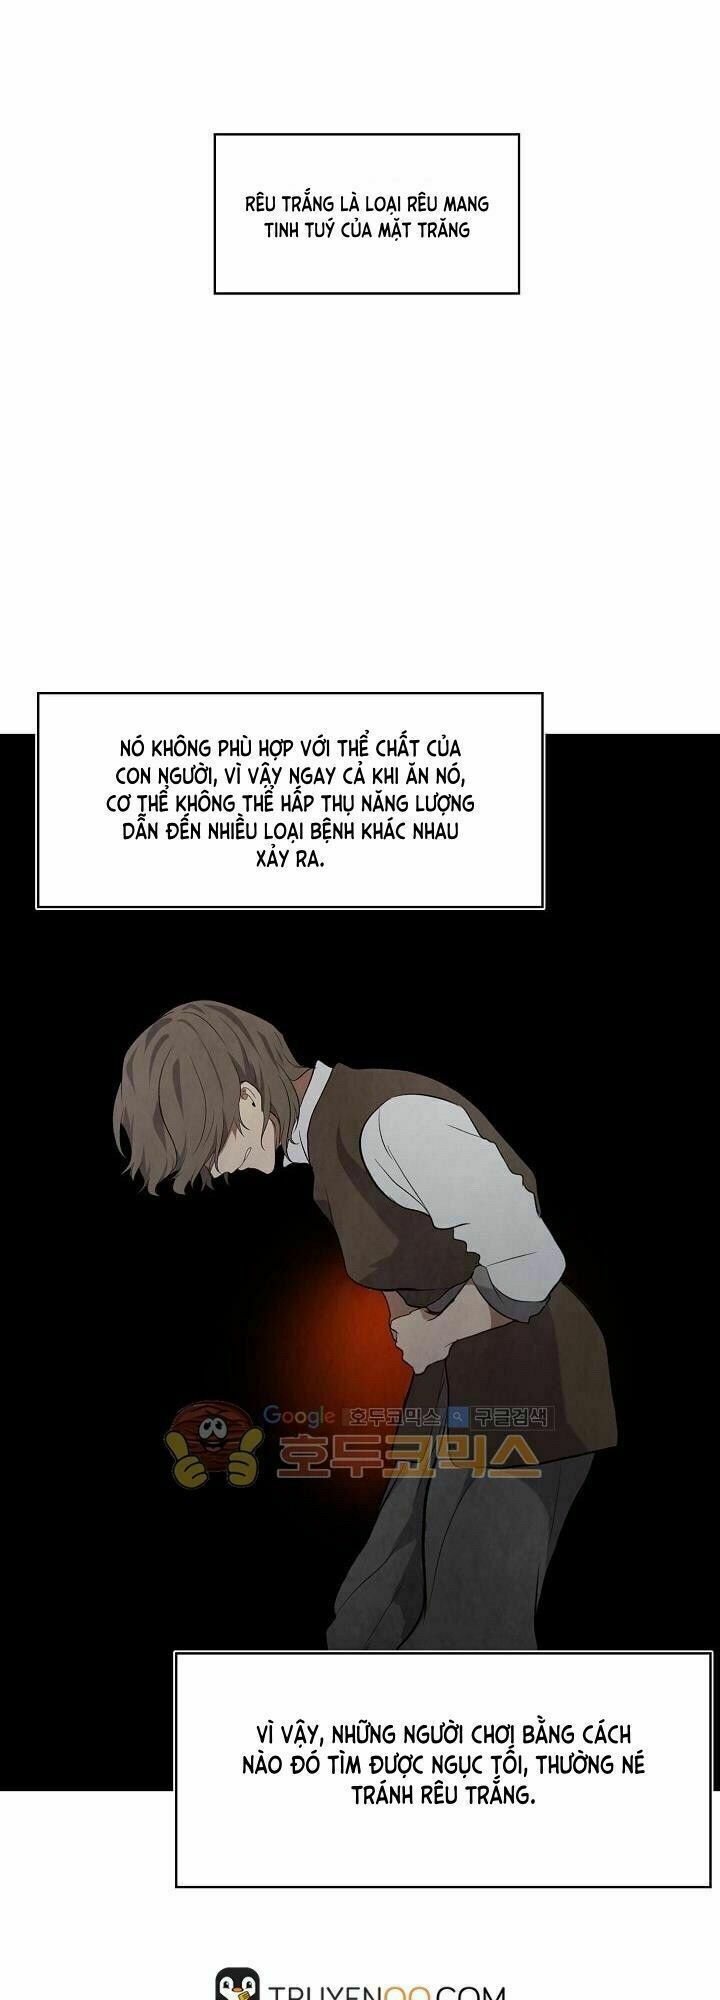 RÊU TRẮNG LÀ LOẠI RÊU MANG
TINH TUÝ CỦA MẶT TRĂNG
NÓ KHÔNG PHÙ HỢP VỚI THỂ CHẤT CỦA
CON NGƯỜI, VÌ VẬY NGAY CẢ KHI ĂN NÓ,
CƠ THỂ KHÔNG THỂ HẤP THỤ NĂNG LƯỢNG
DẪN ĐẾN NHIỀU LOẠI BỆNH KHÁC NHAU
XẢY RA.
Google 호두코믹스 구글검색
호두코믹스
VÌ VẬY, NHỮNG NGƯỜI CHƠI BẰNG CÁCH
NÀO ĐÓ TÌM ĐƯỢC NGỤC TỐI, THƯỜNG NÉ
TRÁNH RÊU TRẮNG.
TRUYENQQ.COM